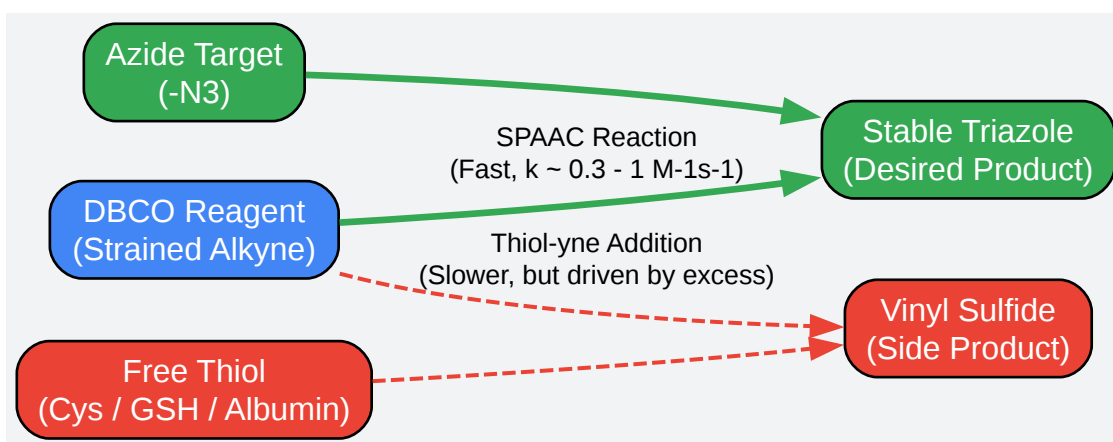 Azide Target
(-N3)
SPAAC Reaction
(Fast, k ~ 0.3 - 1 M-1s-1)
Stable Triazole
(Desired Product)
DBCO Reagent
(Strained Alkyne)
Thiol-yne Addition
(Slower, but driven by excess)
Vinyl Sulfide
(Side Product)
Free Thiol
(Cys / GSH / Albumin)